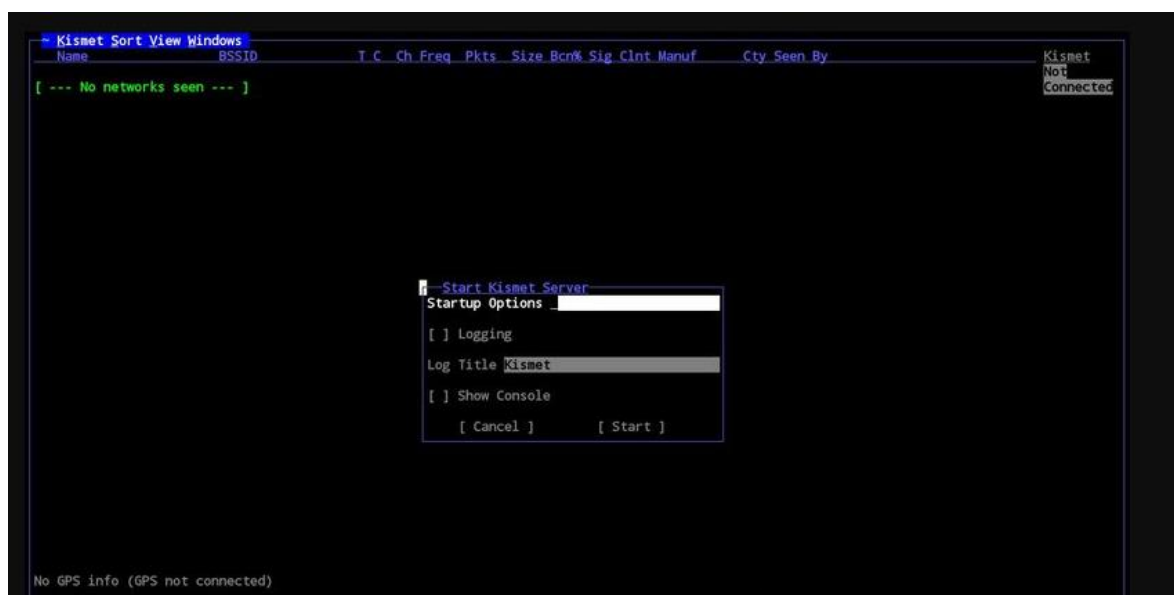 ~ Kismet Sort View Windows
Name BSSID T C Ch Freq Pkts Size Bcn% Sig Clnt Manuf Cty Seen By Kismet
Not
[ --- No networks seen --- ] Connected
Start Kismet Server
Startup Options _
[ ] Logging
Log Title Kismet
[ ] Show Console
[ Cancel ] [ Start ]
No GPS info (GPS not connected)